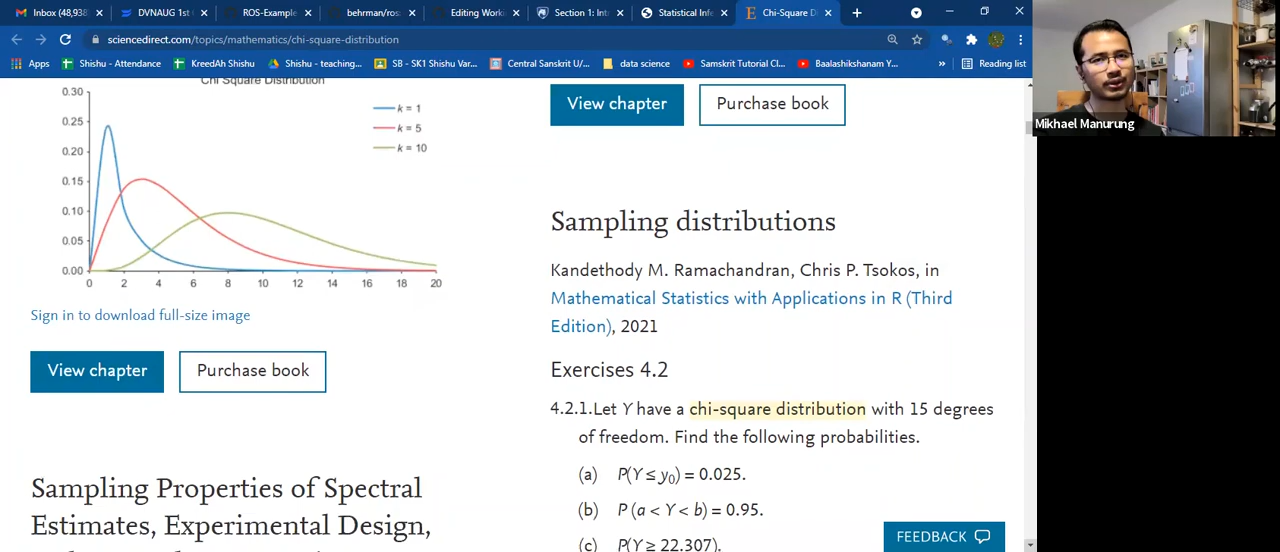 Inbox (48,938
DVNAUG 1st
ROS-Example
behrman/ros
Editing Work
Section 1: Int
Statistical Infe
Chi-Square D
sciencedirect.com/topics/mathematics/chi-square-distribution
Apps
Shishu - Attendance
KreedAh Shishu
Shishu - teaching...
SB - SK1 Shishu Var...
Central Sanskrit U...
data science
Samskrit Tutorial Cl...
Baalashikshanam Y...
»
Reading list
Mikhael Manurung
Chi Square Distribution
0.30
0.25
0.20
0.15
0.10
0.05
0.00
0 2 4 6 8 10 12 14 16 18 20
k = 1
k = 5
k = 10
Sign in to download full-size image
View chapter
Purchase book
Sampling Properties of Spectral
Estimates, Experimental Design,
View chapter
Purchase book
Sampling distributions
Kandethody M. Ramachandran, Chris P. Tsokos, in
Mathematical Statistics with Applications in R (Third
Edition), 2021
Exercises 4.2
4.2.1. Let Y have a chi-square distribution with 15 degrees
of freedom. Find the following probabilities.
(a) P(Y ≤ y₀) = 0.025.
(b) P (a < Y < b) = 0.95.
(c) P(Y ≥ 22.307).
FEEDBACK